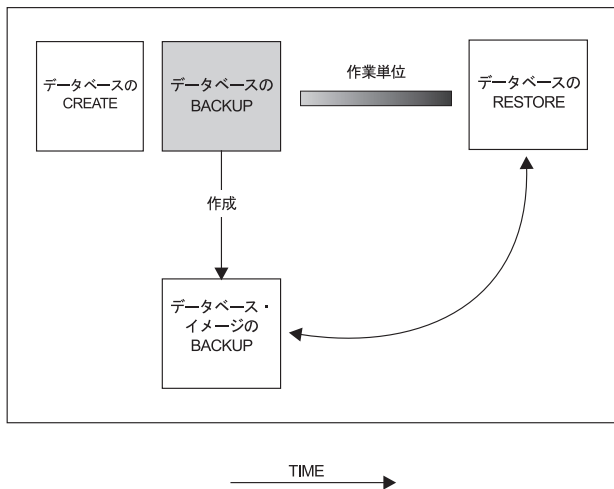 データベースの
CREATE
データベースの
BACKUP
作業単位
データベースの
RESTORE
作成
データベース・
イメージの
BACKUP
TIME